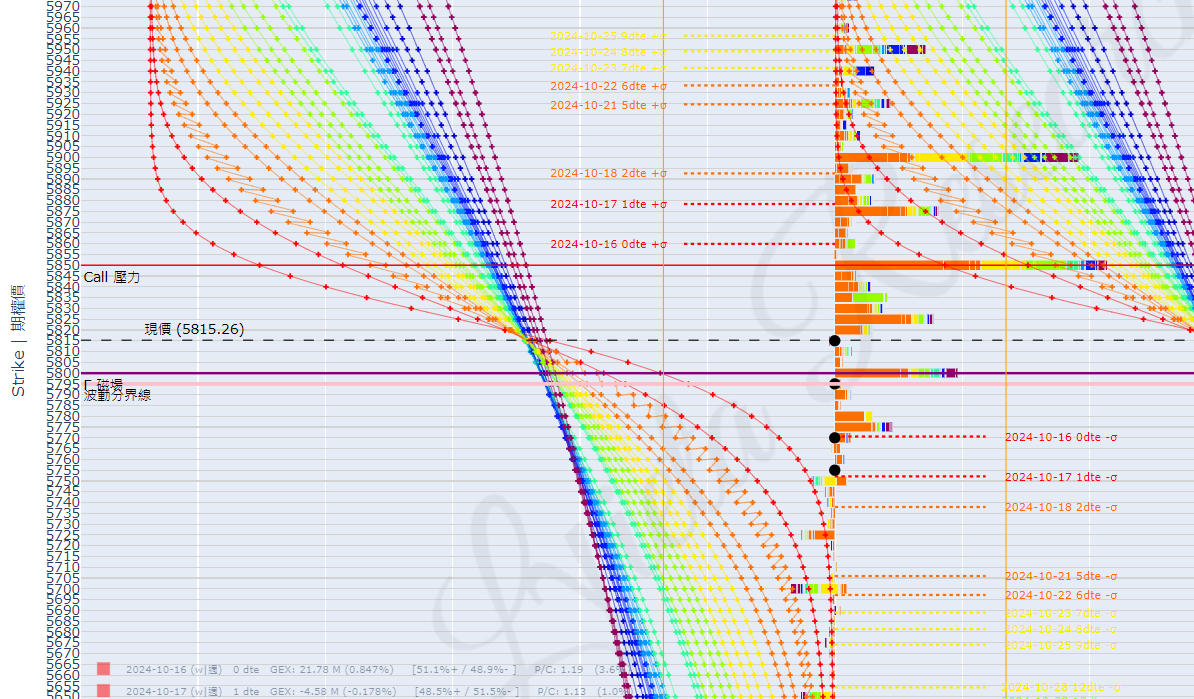 5970
5965
5960
5955
2024-10-25 9dte +σ
5950
2024-10-24 8dte +σ
5945
5940
2024-10-23 7dte +σ
5935
2024-10-22 6dte +σ
5930
5925
2024-10-21 5dte +σ
5920
5915
5910
5905
5900
5895
2024-10-18 2dte +σ
5890
5885
5880
2024-10-17 1dte +σ
5875
5870
5865
5860
2024-10-16 0dte +σ
5855
5850
5845
Call 壓力
5840
5835
5830
5825
5820
現價 (5815.26)
5815
5810
5805
5800
5795
Γ 磁場
5790
波動分界線
5785
5780
5775
5770
2024-10-16 0dte -σ
5765
5760
5755
5750
2024-10-17 1dte -σ
5745
5740
2024-10-18 2dte -σ
5735
5730
5725
5720
5715
5710
5705
2024-10-21 5dte -σ
5700
5695
2024-10-22 6dte -σ
5690
2024-10-23 7dte -σ
5685
5680
2024-10-24 8dte -σ
5675
2024-10-25 9dte -σ
5670
5665
5660
5655
2024-10-28 12dte -σ
5650
Strike | 期權價
2024-10-16 (w|週) 0 dte GEX: 21.78 M (0.847%) [51.1%+ / 48.9%- ] P/C: 1.19 (3.6%
2024-10-17 (w|週) 1 dte GEX: -4.58 M (-0.178%) [48.5%+ / 51.5%- ] P/C: 1.13 (1.0%